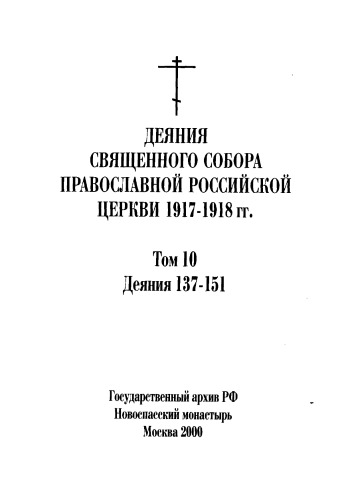 ДЕЯНИЯ
СВЯЩЕННОГО СОБОРА
ПРАВОСЛАВНОЙ РОССИЙСКОЙ
ЦЕРКВИ 1917-1918 гг.
Том 10
Деяния 137-151
Государственный архив РФ
Новоспасский монастырь
Москва 2000